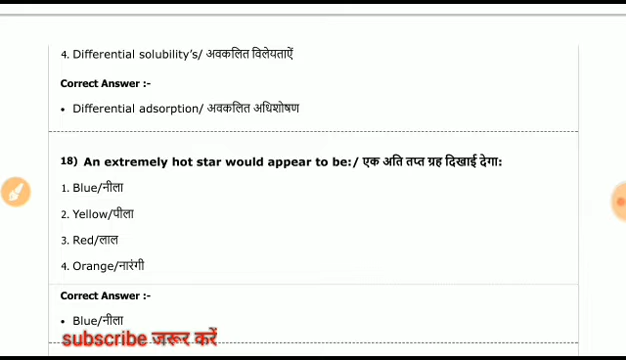 4. Differential solubility's/ अवकलित विलेयताऐं
Correct Answer :-
• Differential adsorption/ अवकलित अधिशोषण
18) An extremely hot star would appear to be:/ एक अति तप्त ग्रह दिखाई देगा:
1. Blue/नीला
2. Yellow/पीला
3. Red/लाल
4. Orange/नारंगी
Correct Answer :-
• Blue/नीला
subscribe जरूर करें